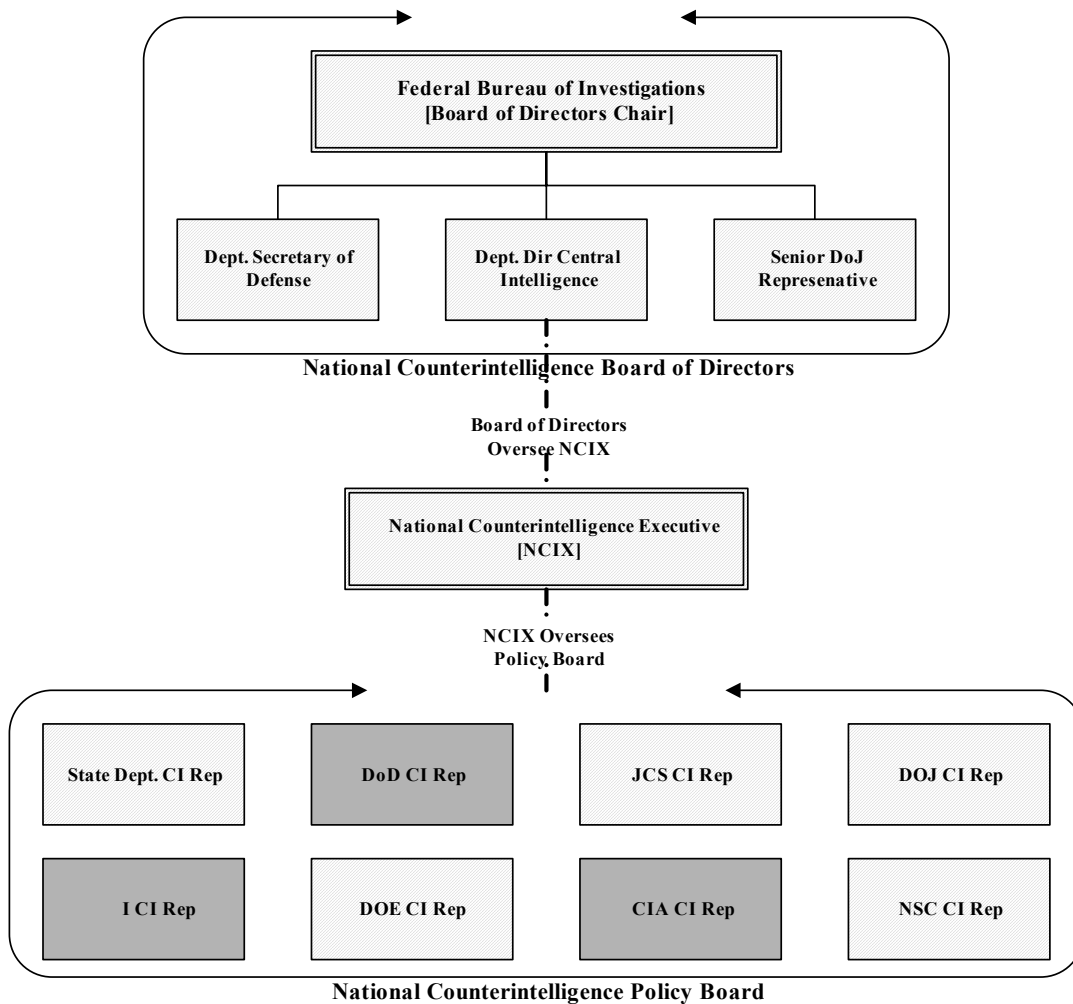 Federal Bureau of Investigations
[Board of Directors Chair]
Dept. Secretary of
Defense
Dept. Dir Central
Intelligence
Senior DoJ
Represenative
National Counterintelligence Board of Directors
Board of Directors
Oversee NCIX
National Counterintelligence Executive
[NCIX]
NCIX Oversees
Policy Board
State Dept. CI Rep
DoD CI Rep
JCS CI Rep
DOJ CI Rep
I CI Rep
DOE CI Rep
CIA CI Rep
NSC CI Rep
National Counterintelligence Policy Board